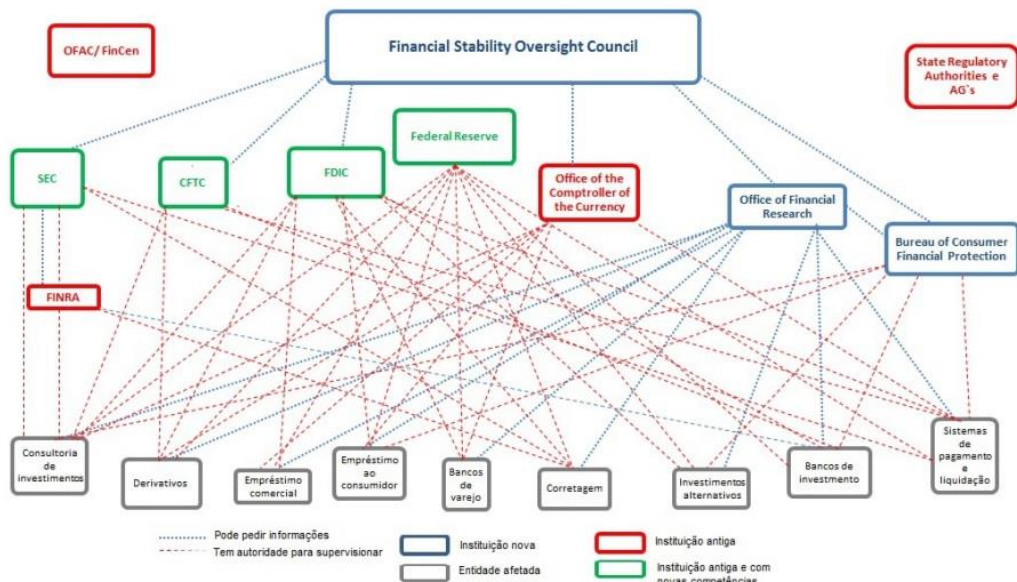 OFAC/ FinCen
Financial Stability Oversight Council
State Regulatory
Authorities e
AG`s
Federal Reserve
SEC
CFTC
FDIC
Office of the
Comptroller of
the Currency
Office of Financial
Research
Bureau of Consumer
Financial Protection
FINRA
Consultoria
de
investimentos
Derivativos
Empréstimo
comercial
Empréstimo
ao
consumidor
Bancos
de
varejo
Corretagem
Investimentos
alternativos
Bancos de
investmento
Sistemas
de
pagamento
e
liquidação
Pode pedir informações
Tem autoridade para supervisionar
Instituição nova
Entidade afetada
Instituição antiga
Instituição antiga e com
novas competências